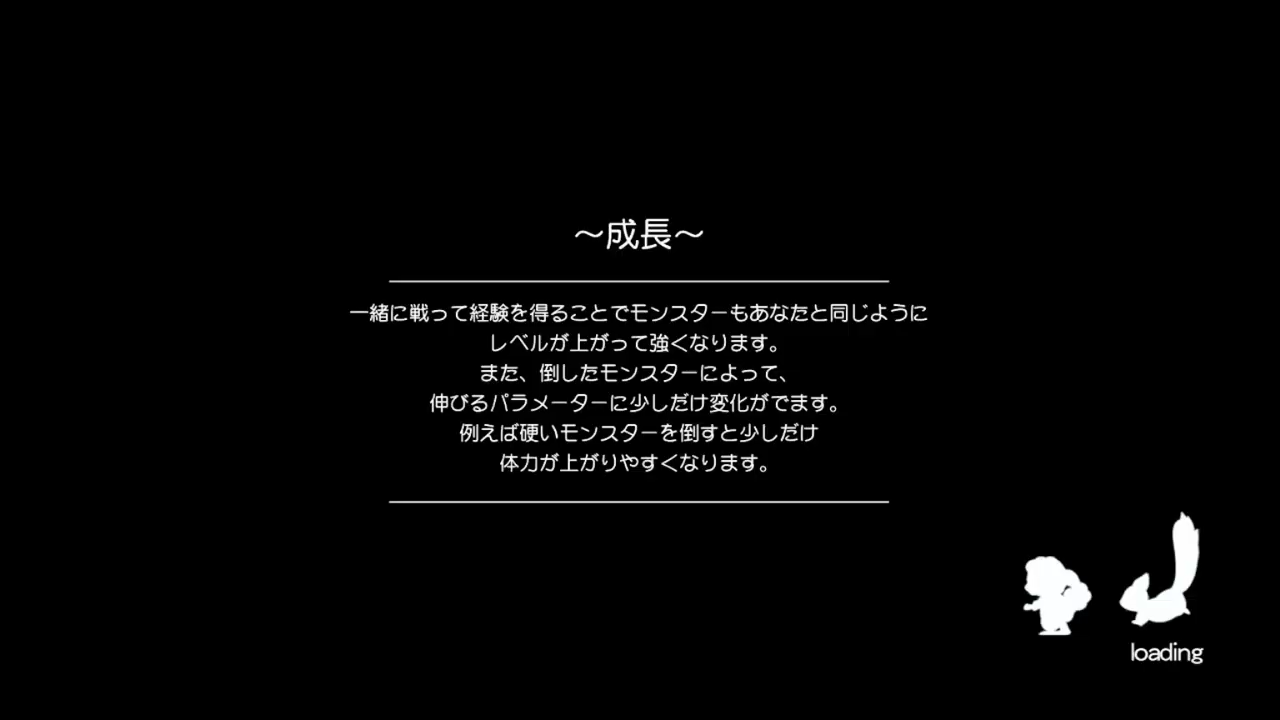 ～成長～
一緒に戦って経験を得ることでモンスターもあなたと同じように
レベルが上がって強くなります。
また、倒したモンスターによって、
伸びるパラメーターに少しだけ変化がでます。
例えば硬いモンスターを倒すと少しだけ
体力が上がりやすくなります。
loading